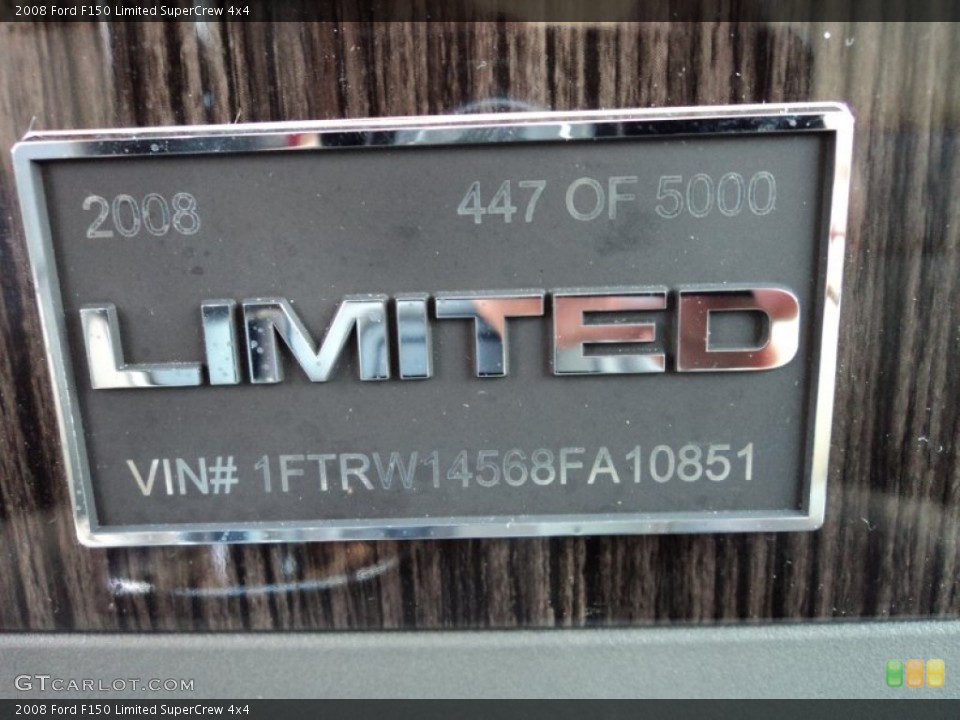 2008 Ford F150 Limited SuperCrew 4x4
2008 447 OF 5000
LIMITED
VIN# 1FTRW14568FA10851
GTCARLOT.COM
2008 Ford F150 Limited SuperCrew 4x4